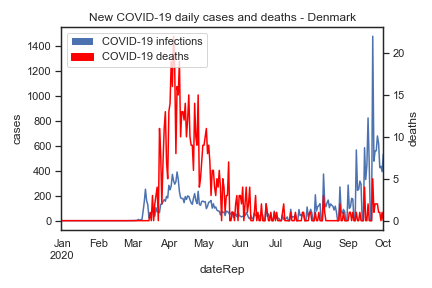 New COVID-19 daily cases and deaths - Denmark
COVID-19 infections
COVID-19 deaths
1400
1200
1000
800
600
400
200
0
cases
20
15
10
5
0
deaths
Jan Feb Mar Apr May Jun Jul Aug Sep Oct
2020
dateRep